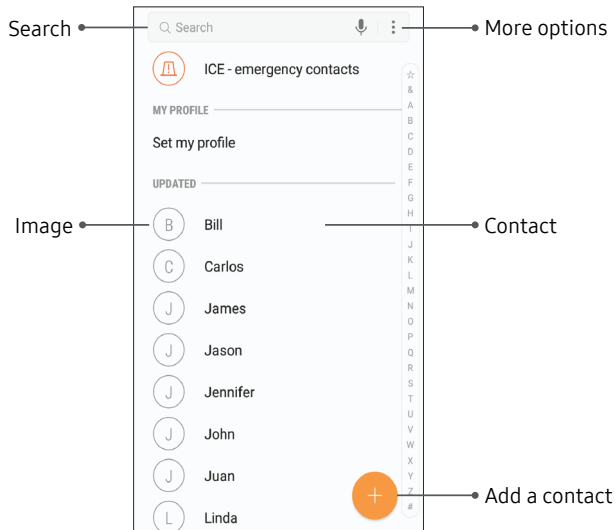 Search
Search
More options
ICE - emergency contacts
MY PROFILE
Set my profile
UPDATED
Image
B
Bill
Contact
C
Carlos
J
James
J
Jason
J
Jennifer
J
John
J
Juan
Add a contact
L
Linda
&
A
B
C
D
E
F
G
H
I
J
K
L
M
N
O
P
Q
R
S
T
U
V
W
X
Y
Z
#